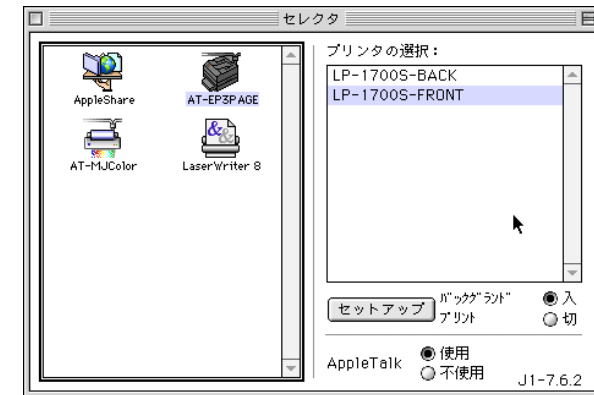 セレクタ
AppleShare
AT-EP3PAGE
AT-MJColor
LaserWriter 8
プリンタの選択：
LP-1700S-BACK
LP-1700S-FRONT
セットアップ
ﾊﾞｯｸｸﾞﾗﾝﾄﾞ
ﾌﾟﾘﾝﾄ
入
切
AppleTalk
使用
不使用
J1-7.6.2